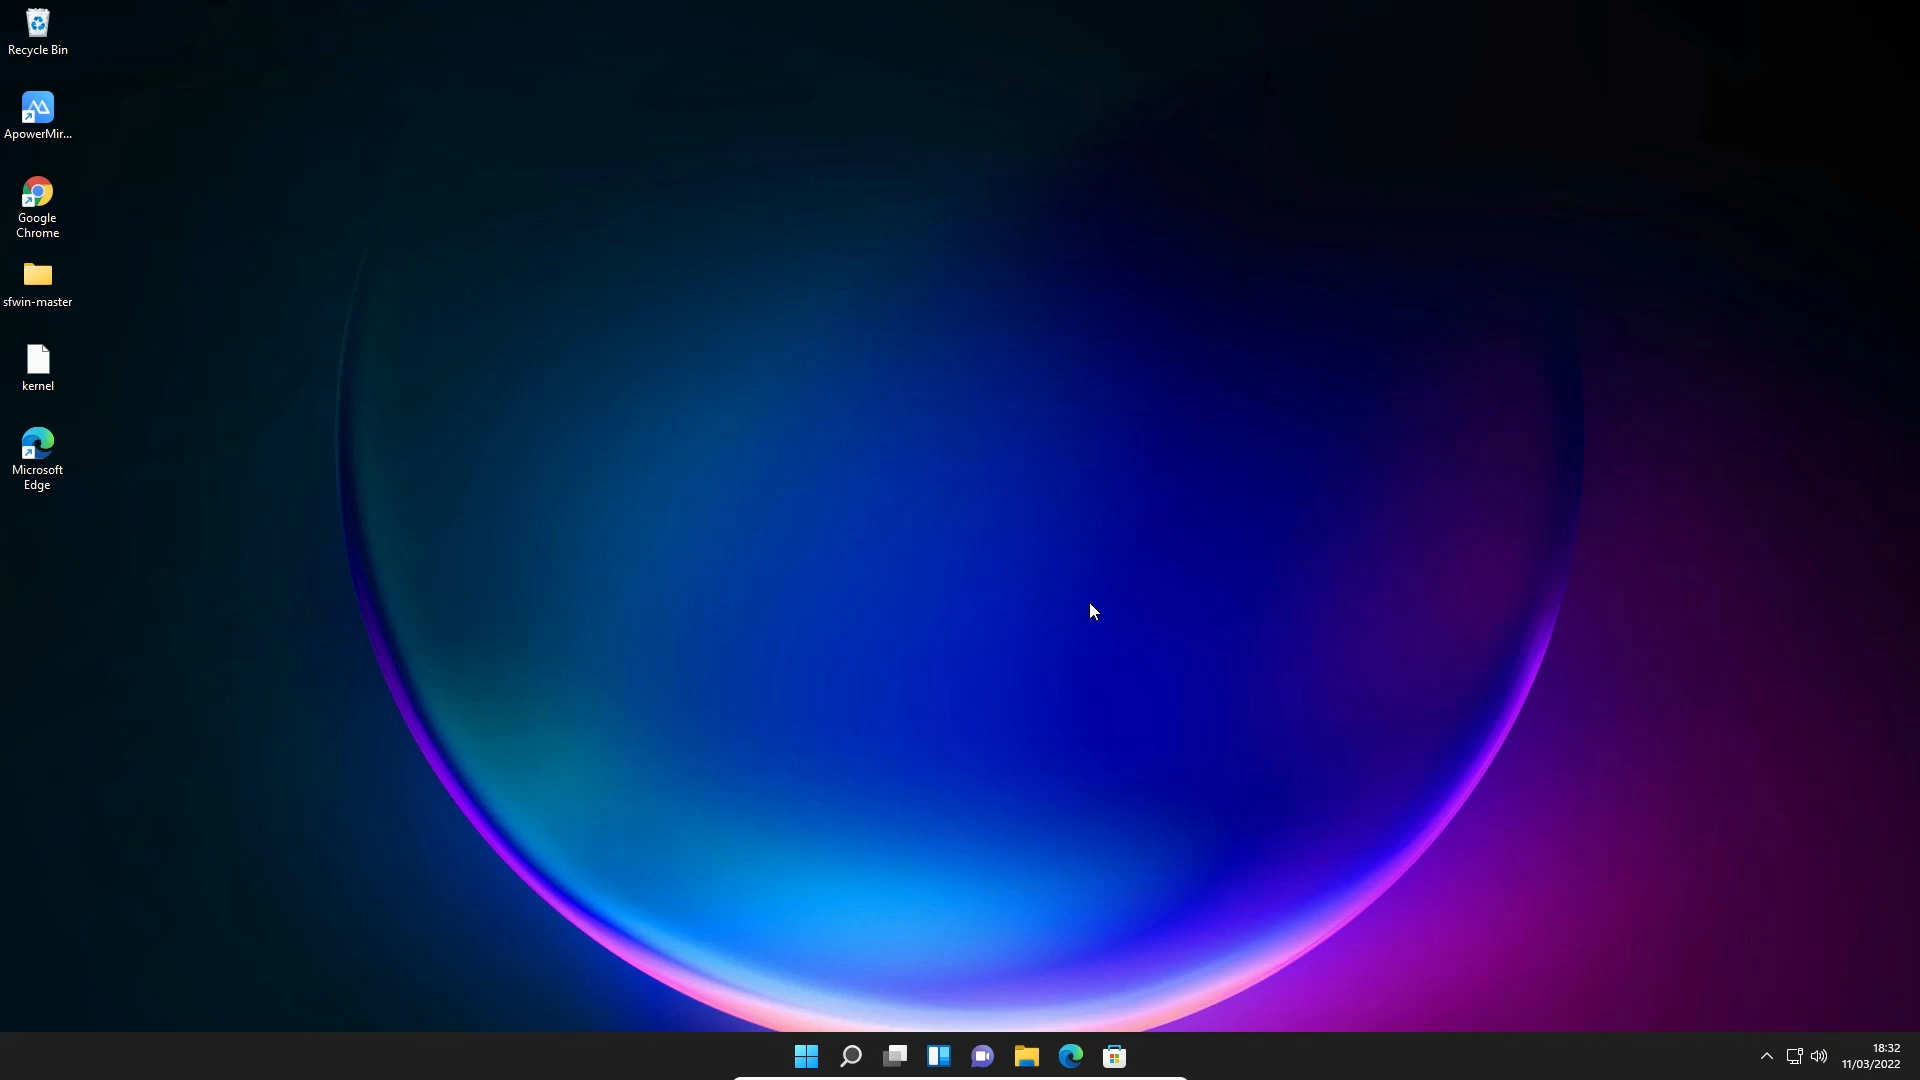 Recycle Bin
ApowerMir...
Google
Chrome
sfwin-master
kernel
Microsoft
Edge
18:32
11/03/2022